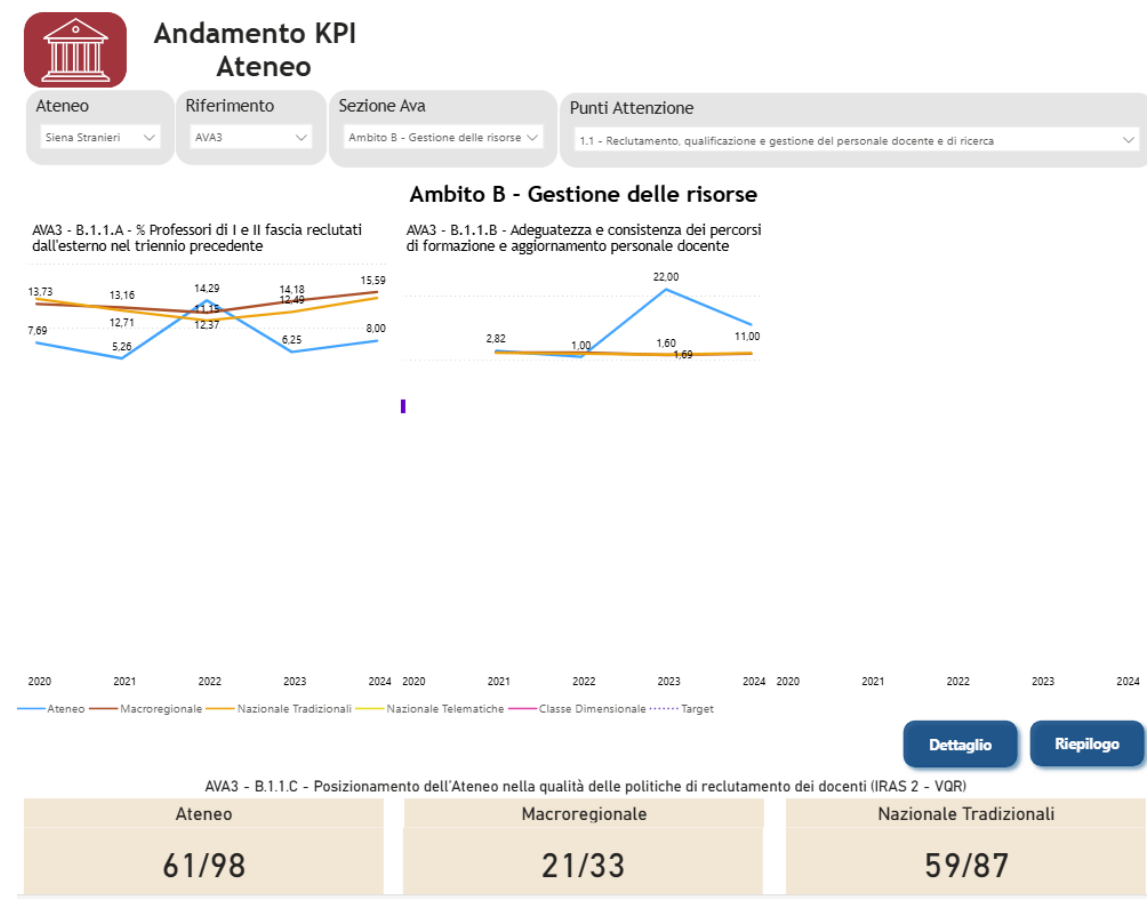 Andamento KPI
Ateneo
Ateneo
Riferimento
Sezione Ava
Punti Attenzione
Siena Stranieri
AVA3
Ambito B - Gestione delle risorse
1.1 - Reclutamento, qualificazione e gestione del personale docente e di ricerca
Ambito B - Gestione delle risorse
AVA3 - B.1.1.A - % Professori di I e II fascia reclutati
dall'esterno nel triennio precedente
AVA3 - B.1.1.B - Adeguatezza e consistenza dei percorsi
di formazione e aggiornamento personale docente
13,73
13,16
14,29
14,18
15,59
12,49
11,15
12,71
12,37
7,69
5,26
6,25
8,00
22,00
2,82
1,00
1,60
1,69
11,00
2020 2021 2022 2023 2024 2020 2021 2022 2023 2024 2020 2021 2022 2023 2024
Ateneo Macroregionale Nazionale Tradizionali Nazionale Telematiche Classe Dimensionale Target
Dettaglio
Riepilogo
AVA3 - B.1.1.C - Posizionamento dell'Ateneo nella qualità delle politiche di reclutamento dei docenti (IRAS 2 - VQR)
Ateneo
Macroregionale
Nazionale Tradizionali
61/98
21/33
59/87